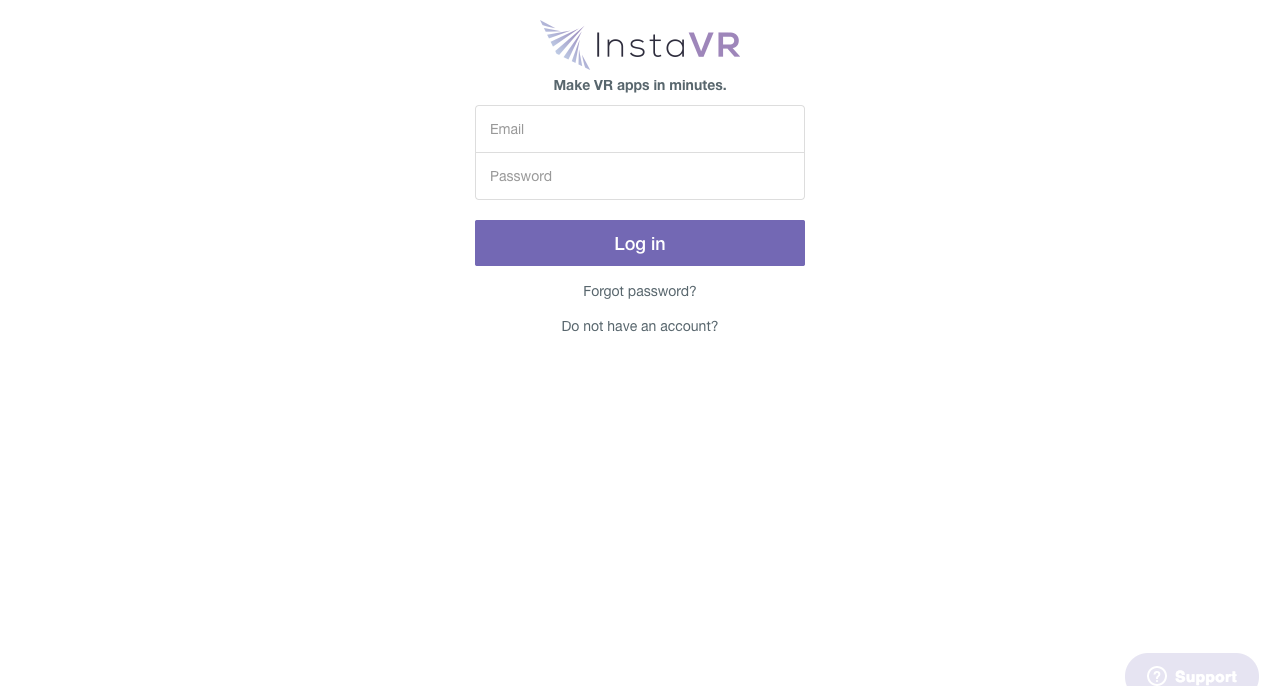 InstaVR
Make VR apps in minutes.
Email
Password
Log in
Forgot password?
Do not have an account?
Support